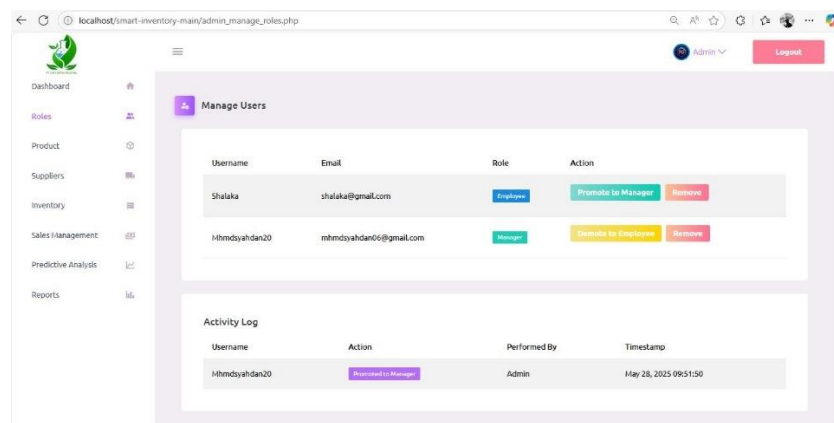 localhost/smart-inventory-main/admin_manage_roles.php
Admin
Logout
Dashboard
Roles
Product
Suppliers
Inventory
Sales Management
Predictive Analysis
Reports
Manage Users
Username Email Role Action
Shalaka shalaka@gmail.com Employee Promote to Manager Remove
Mhmdsyahdan20 mhmdsyahdan06@gmail.com Manager Demote to Employee Remove
Activity Log
Username Action Performed By Timestamp
Mhmdsyahdan20 Promoted to Manager Admin May 28, 2025 09:51:50